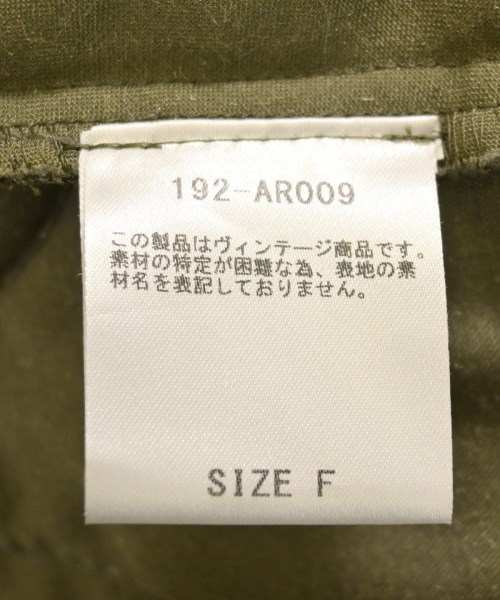 192-AR009
この製品はヴィンテージ商品です。
素材の特定が困難な為、表地の素
材名を表記しておりません。
SIZE F